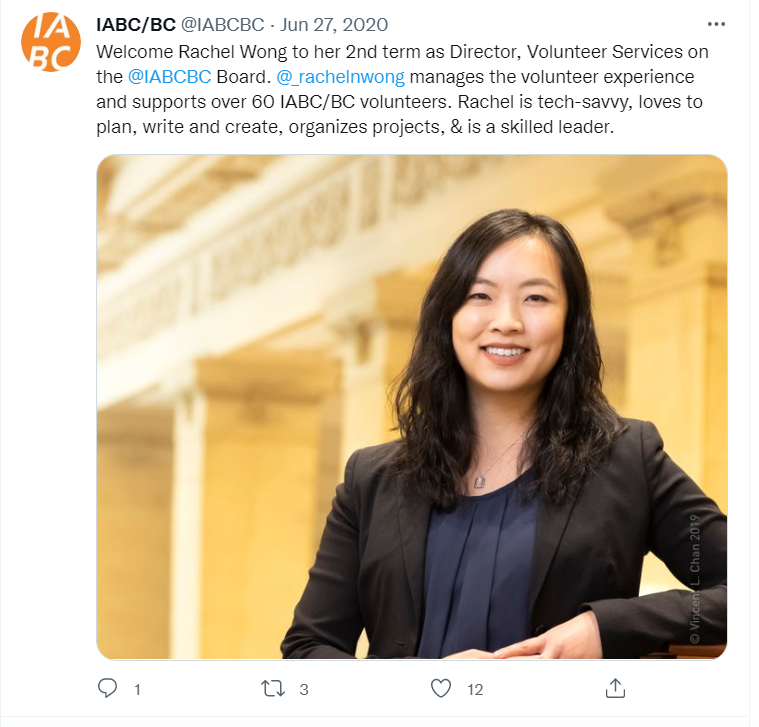 IA
BC
IABC/BC @IABCBC · Jun 27, 2020
Welcome Rachel Wong to her 2nd term as Director, Volunteer Services on
the @IABCBC Board. @_rachelnwong manages the volunteer experience
and supports over 60 IABC/BC volunteers. Rachel is tech-savvy, loves to
plan, write and create, organizes projects, & is a skilled leader.
© Vincent L. Chan 2019
1
3
12